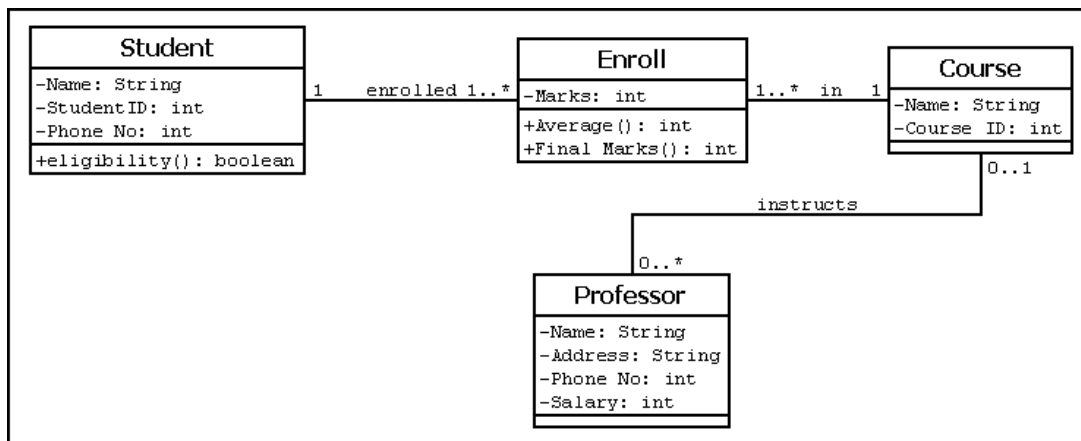 Student
-Name: String
-StudentID: int
-Phone No: int
+eligibility(): boolean
1 enrolled 1..*
Enroll
-Marks: int
+Average(): int
+Final Marks(): int
1..* in 1
Course
-Name: String
-Course ID: int
0..1
instructs
0..*
Professor
-Name: String
-Address: String
-Phone No: int
-Salary: int